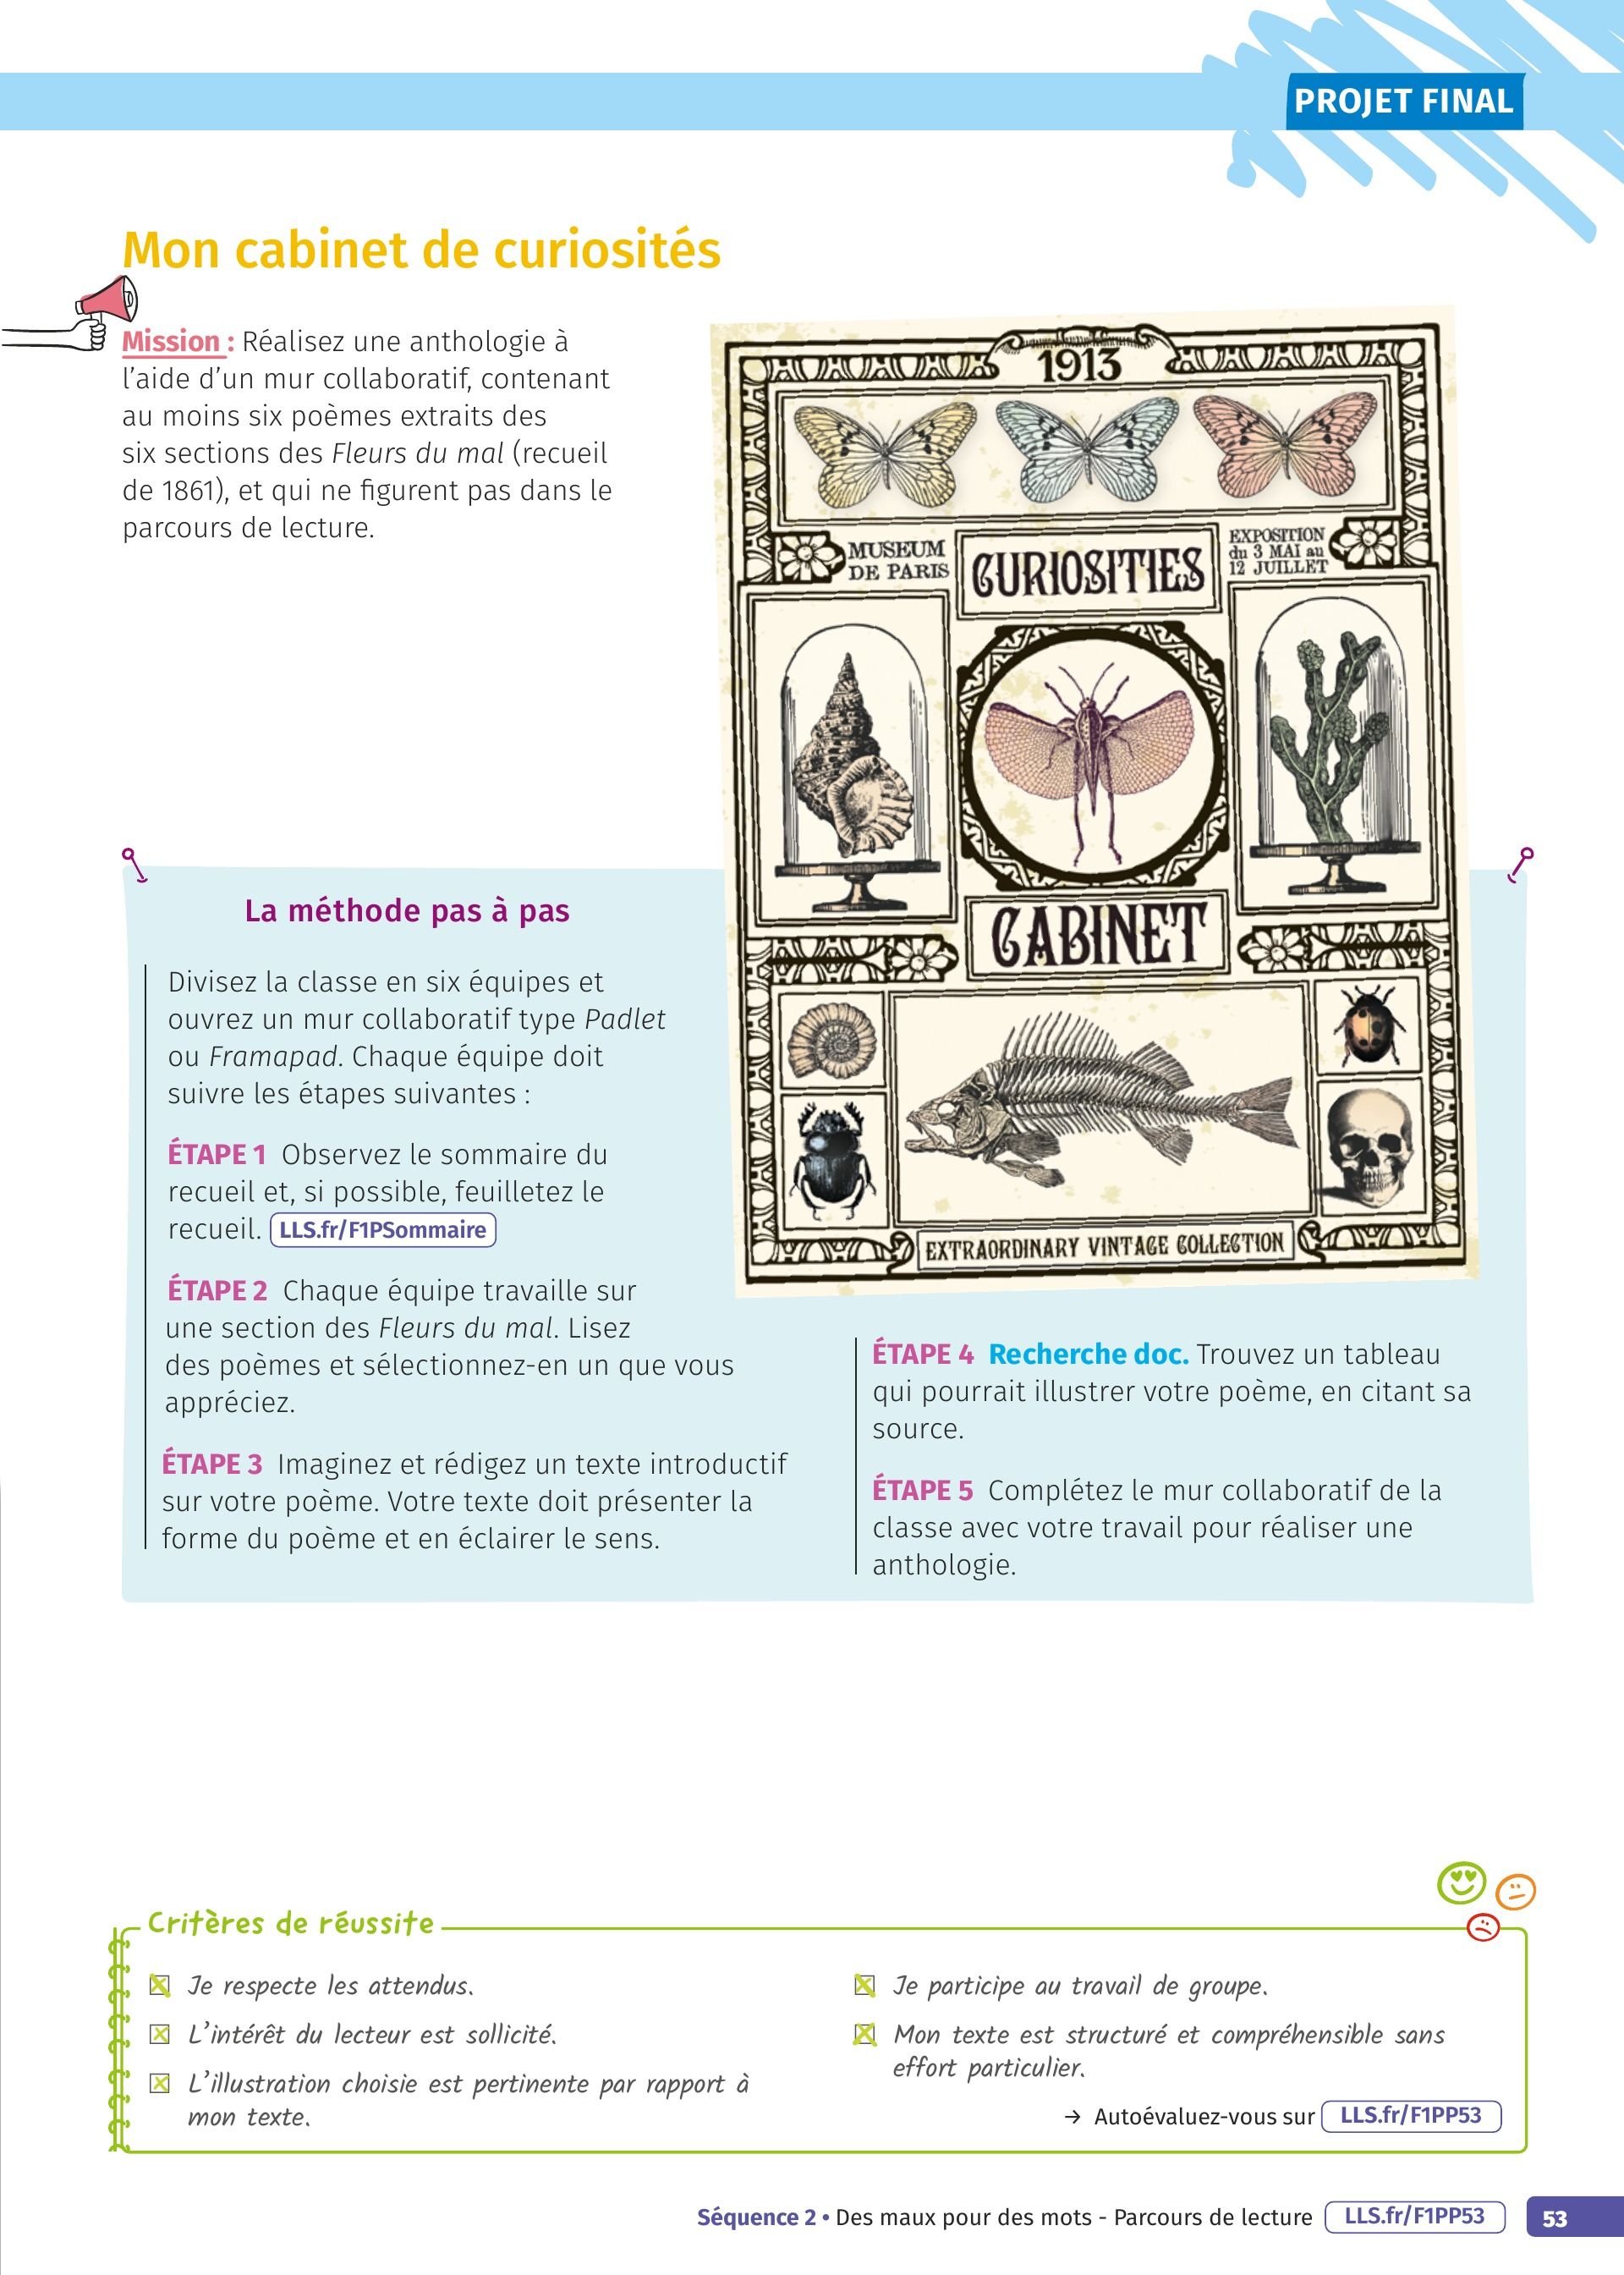 PROJET FINAL
Mon cabinet de curiosités
Mission : Réalisez une anthologie à
l'aide d'un mur collaboratif, contenant
au moins six poèmes extraits des
six sections des Fleurs du mal (recueil
de 1861), et qui ne figurent pas dans le
parcours de lecture.
1913
MUSEUM
DE PARIS
CURIOSITIES
EXPOSITION
du 3 MAI au
12 JUILLET
CABINET
EXTRAORDINARY VINTAGE COLLECTION
La méthode pas à pas
Divisez la classe en six équipes et
ouvrez un mur collaboratif type Padlet
ou Framapad. Chaque équipe doit
suivre les étapes suivantes :
ÉTAPE 1 Observez le sommaire du
recueil et, si possible, feuilletez le
recueil. LLS.fr/F1PSommaire
ÉTAPE 2 Chaque équipe travaille sur
une section des Fleurs du mal. Lisez
des poèmes et sélectionnez-en un que vous
appréciez.
ÉTAPE 3 Imaginez et rédigez un texte introductif
sur votre poème. Votre texte doit présenter la
forme du poème et en éclairer le sens.
ÉTAPE 4 Recherche doc. Trouvez un tableau
qui pourrait illustrer votre poème, en citant sa
source.
ÉTAPE 5 Complétez le mur collaboratif de la
classe avec votre travail pour réaliser une
anthologie.
Critères de réussite
Je respecte les attendus.
L'intérêt du lecteur est sollicité.
L'illustration choisie est pertinente par rapport à
mon texte.
Je participe au travail de groupe.
Mon texte est structuré et compréhensible sans
effort particulier.
→ Autoévaluez-vous sur LLS.fr/F1PP53
Séquence 2 • Des maux pour des mots - Parcours de lecture LLS.fr/F1PP53 53